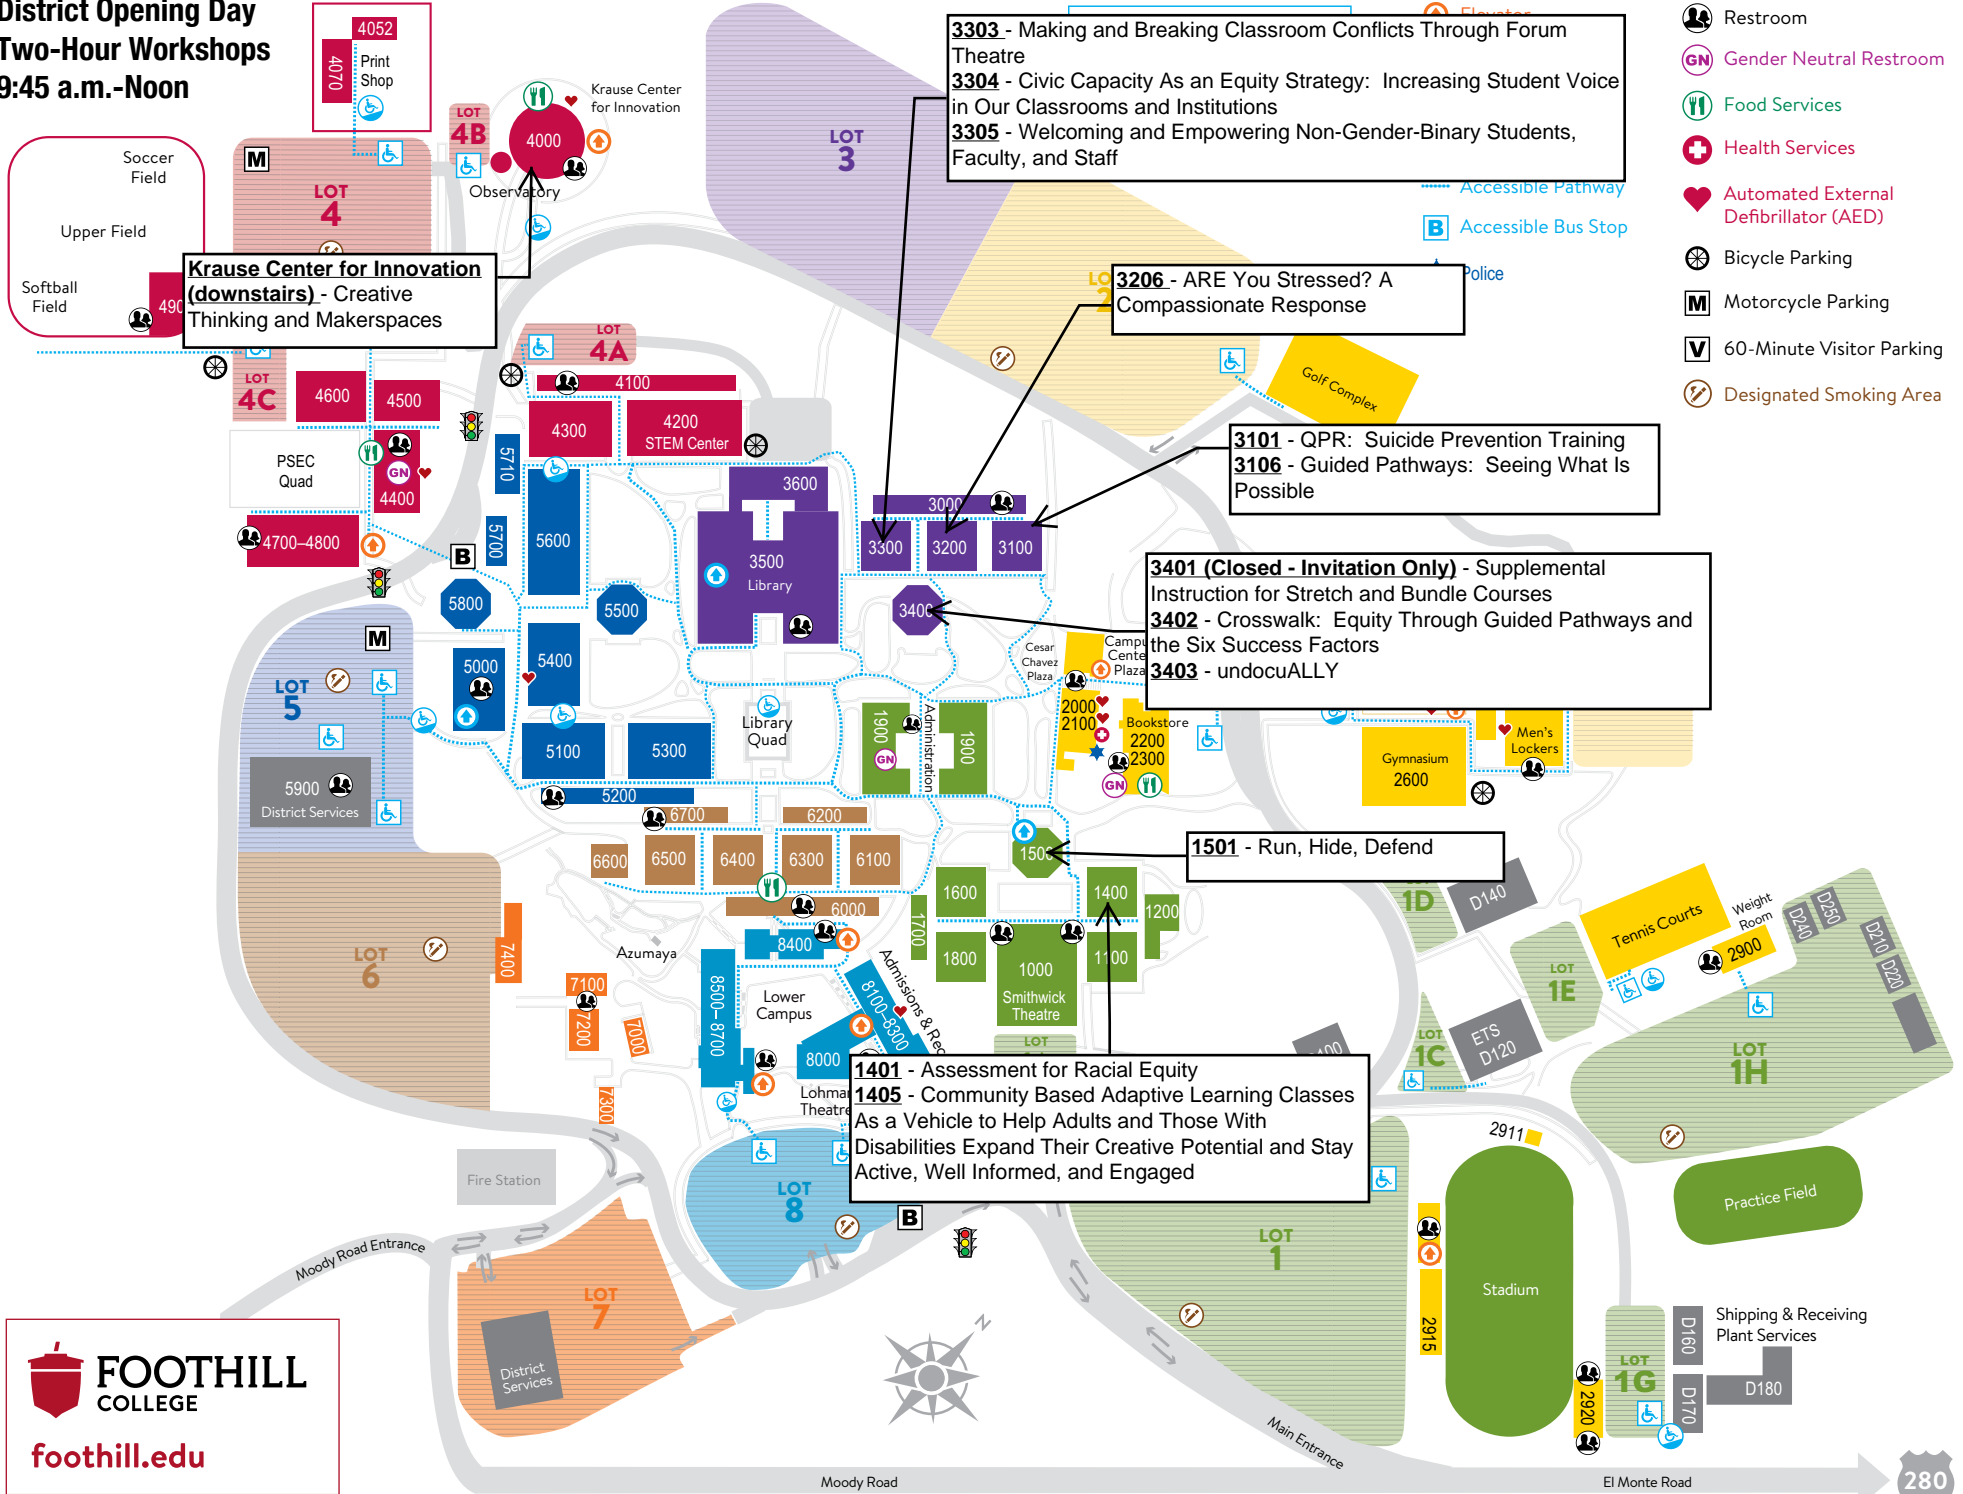 District Opening Day
Two-Hour Workshops
9:45 a.m.-Noon
4052
4070
Print
Shop
LOT
4B
Krause Center
for Innovation
4000
Observatory
Soccer
Field
Upper Field
Softball
Field
M
LOT
4
Krause Center for Innovation
(downstairs) - Creative
Thinking and Makerspaces
LOT
3
3303 - Making and Breaking Classroom Conflicts Through Forum
Theatre
3304 - Civic Capacity As an Equity Strategy: Increasing Student Voice
in Our Classrooms and Institutions
3305 - Welcoming and Empowering Non-Gender-Binary Students,
Faculty, and Staff
Elevator
Accessible Pathway
B Accessible Bus Stop
Police
Restroom
GN Gender Neutral Restroom
Food Services
Health Services
Automated External
Defibrillator (AED)
Bicycle Parking
M Motorcycle Parking
V 60-Minute Visitor Parking
Designated Smoking Area
3206 - ARE You Stressed? A
Compassionate Response
Golf Complex
3101 - QPR: Suicide Prevention Training
3106 - Guided Pathways: Seeing What Is
Possible
3401 (Closed - Invitation Only) - Supplemental
Instruction for Stretch and Bundle Courses
3402 - Crosswalk: Equity Through Guided Pathways and
the Six Success Factors
3403 - undocuALLY
LOT
4A
LOT
4C
4600
4500
4100
4300
4200
STEM Center
PSEC
Quad
GN
4400
4700–4800
B
5710
5700
5600
5800
5500
3600
3500
Library
3000
3300
3200
3100
3400
M
LOT
5
5000
5400
5100
5300
5200
Library
Quad
5900
District Services
1900
GN
Administration
1900
Cesar
Chavez
Plaza
2000
2100
Bookstore
2200
2300
GN
Gymnasium
2600
Men's
Lockers
6700
6200
6600
6500
6400
6300
6100
6000
1500
1501 - Run, Hide, Defend
1600
1400
1200
1700
1800
1100
1000
Smithwick
Theatre
LOT
6
7400
7100
7200
7000
7300
Azumaya
8400
8500–8700
Lower
Campus
8100–8300
8000
1401 - Assessment for Racial Equity
1405 - Community Based Adaptive Learning Classes
As a Vehicle to Help Adults and Those With
Disabilities Expand Their Creative Potential and Stay
Active, Well Informed, and Engaged
1D
D140
Tennis Courts
Weight
Room
2900
D240
D250
D210
D220
LOT
1E
LOT
1C
ETS
D120
LOT
1H
Fire Station
LOT
8
B
LOT
1
2911
Practice Field
Stadium
2915
2920
LOT
1G
D160
D170
D180
Shipping & Receiving
Plant Services
Moody Road Entrance
LOT
7
District
Services
N
Main Entrance
Moody Road
El Monte Road
280
FOOTHILL
COLLEGE
foothill.edu